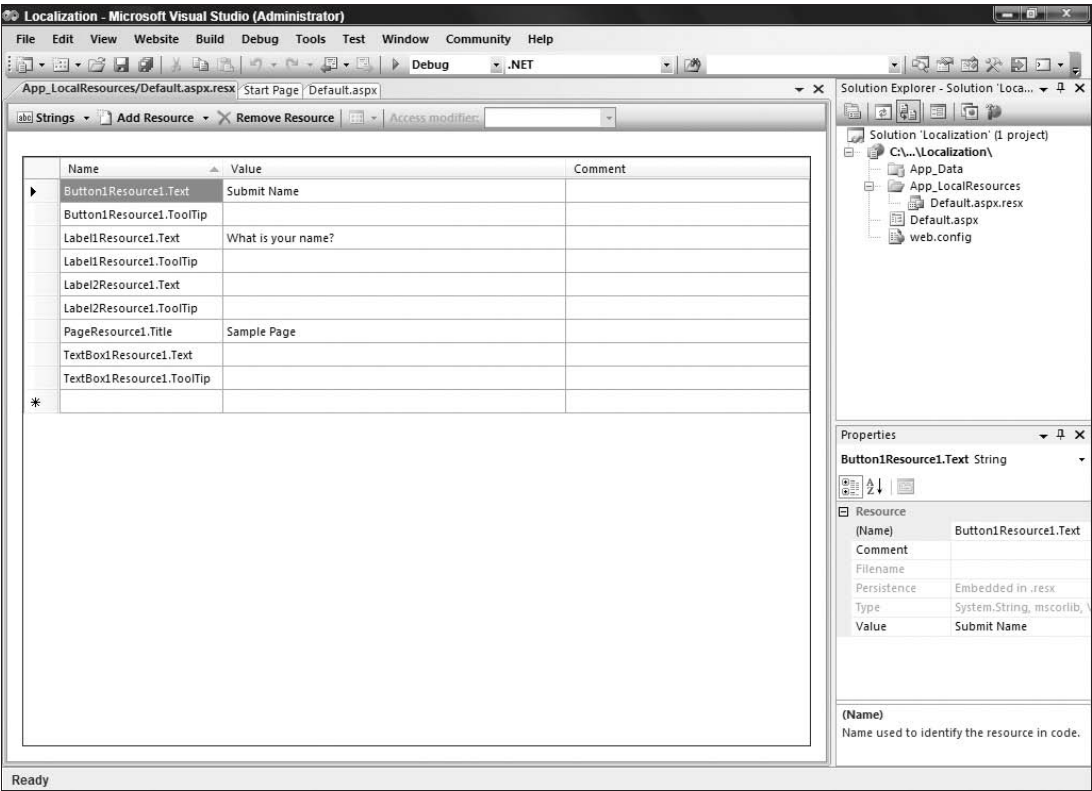 Localization - Microsoft Visual Studio (Administrator)
File Edit View Website Build Debug Tools Test Window Community Help
Debug .NET
App_LocalResources/Default.aspx.resx Start Page Default.aspx
abc Strings Add Resource Remove Resource Access modifier:
Name Value Comment
Button1Resource1.Text Submit Name
Button1Resource1.ToolTip
Label1Resource1.Text What is your name?
Label1Resource1.ToolTip
Label2Resource1.Text
Label2Resource1.ToolTip
PageResource1.Title Sample Page
TextBox1Resource1.Text
TextBox1Resource1.ToolTip
Solution Explorer - Solution 'Loca...
Solution 'Localization' (1 project)
C:\...\Localization\
App_Data
App_LocalResources
Default.aspx.resx
Default.aspx
web.config
Properties
Button1Resource1.Text String
Resource
(Name) Button1Resource1.Text
Comment
Filename
Persistence Embedded in .resx
Type System.String, mscorlib,
Value Submit Name
(Name)
Name used to identify the resource in code.
Ready